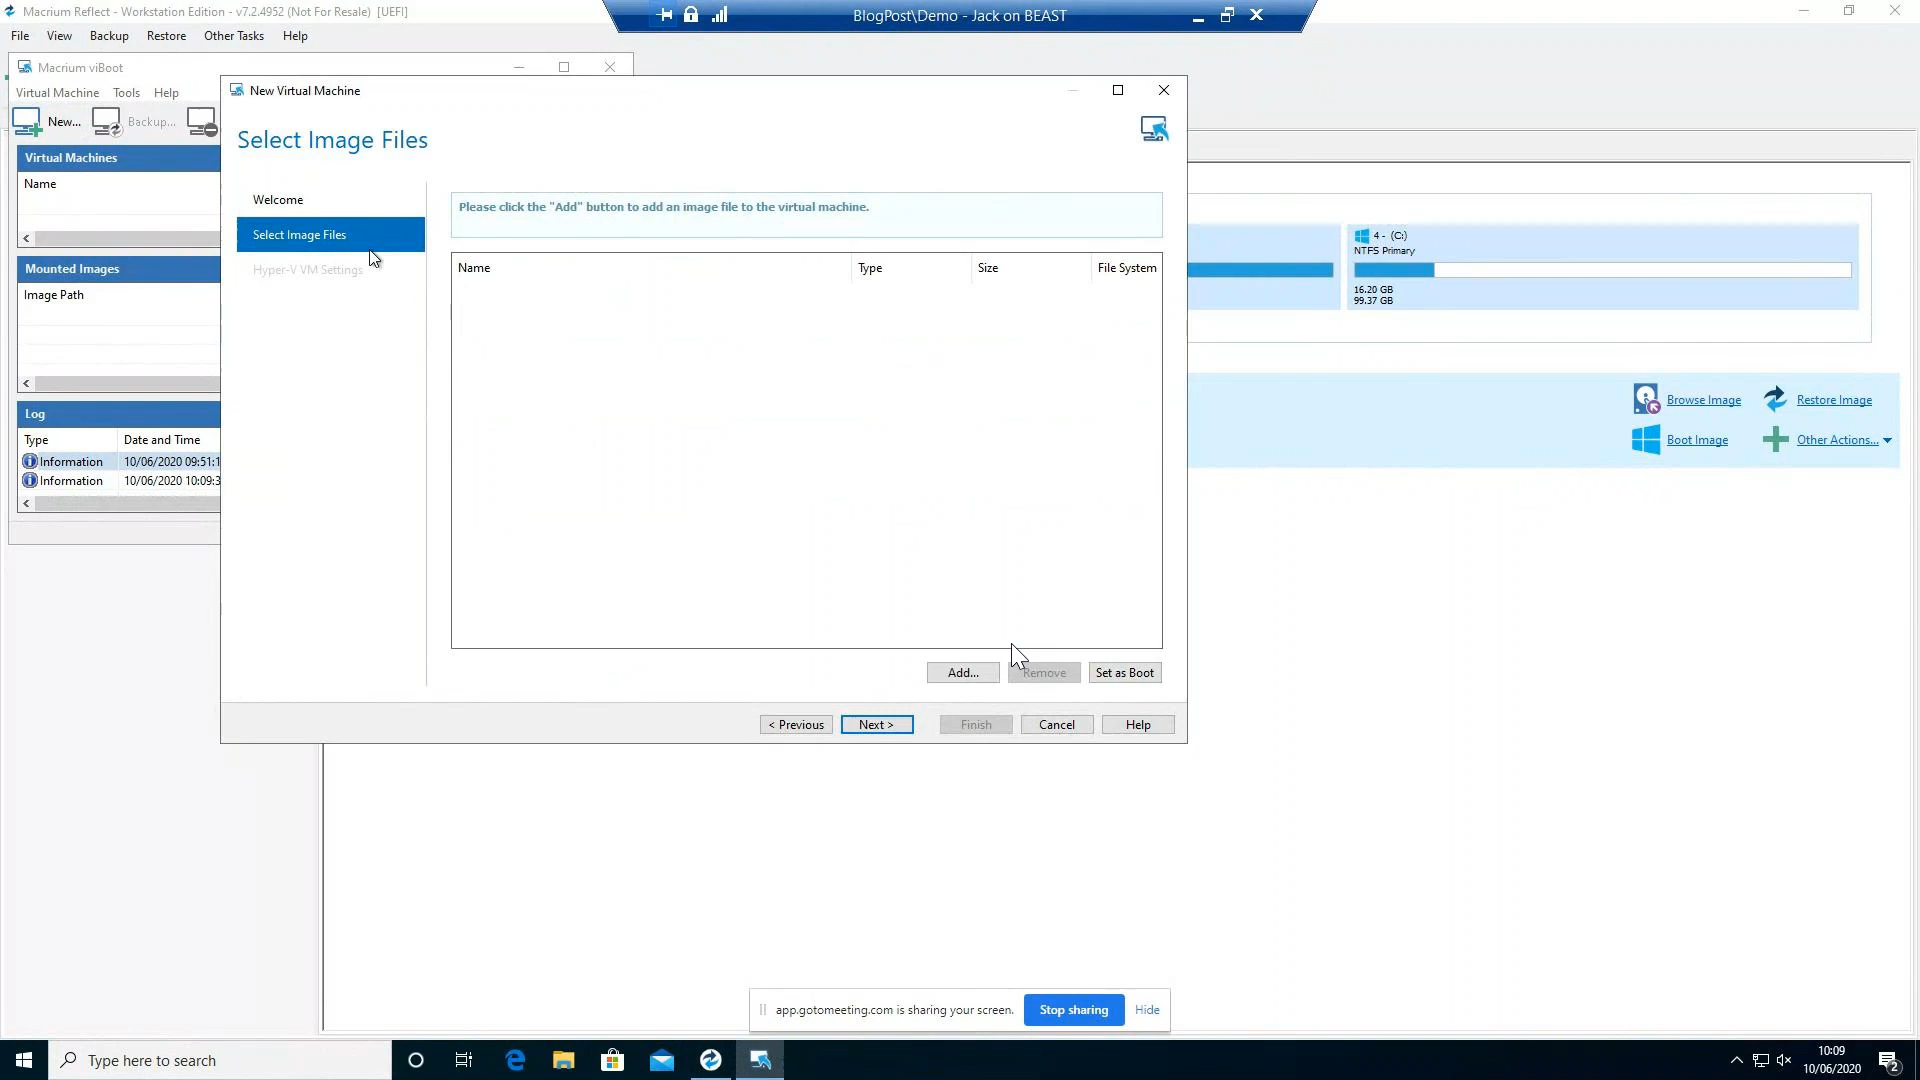 Macrium Reflect - Workstation Edition - v7.2.4952 (Not For Resale) [UEFI]
BlogPost\Demo - Jack on BEAST
File View Backup Restore Other Tasks Help
Macrium viBoot
Virtual Machine Tools Help
New... Backup...
Virtual Machines
Name
Mounted Images
Image Path
Log
Type Date and Time
Information 10/06/2020 09:51:1
Information 10/06/2020 10:09:3
New Virtual Machine
Select Image Files
Welcome
Select Image Files
Hyper-V VM Settings
Please click the "Add" button to add an image file to the virtual machine.
Name Type Size File System
Add... Remove Set as Boot
< Previous Next > Finish Cancel Help
4 - (C:)
NTFS Primary
16.20 GB
99.37 GB
Browse Image Restore Image
Boot Image Other Actions...
app.gotomeeting.com is sharing your screen. Stop sharing Hide
Type here to search
10:09
10/06/2020
2